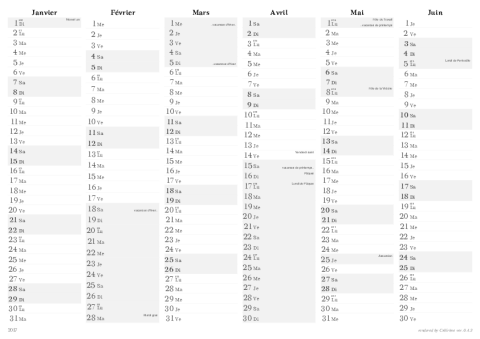 Janvier
1 Di
2 Lu
3 Ma
4 Me
5 Je
6 Ve
7 Sa
8 Di
9 Lu
10 Ma
11 Me
12 Je
13 Ve
14 Sa
15 Di
16 Lu
17 Ma
18 Me
19 Je
20 Ve
21 Sa
22 Di
23 Lu
24 Ma
25 Me
26 Je
27 Ve
28 Sa
29 Di
30 Lu
31 Ma
Février
1 Me
2 Je
3 Ve
4 Sa
5 Di
6 Lu
7 Ma
8 Me
9 Je
10 Ve
11 Sa
12 Di
13 Lu
14 Ma
15 Me
16 Je
17 Ve
18 Sa vacances d'hiver
19 Di
20 Lu
21 Ma
22 Me
23 Je
24 Ve
25 Sa
26 Di
27 Lu
28 Ma Mardi gras
Mars
1 Me vacances d'hiver
2 Je
3 Ve
4 Sa
5 Di vacances d'hiver
6 Lu
7 Ma
8 Me
9 Je
10 Ve
11 Sa
12 Di
13 Lu
14 Ma
15 Me
16 Je
17 Ve
18 Sa
19 Di
20 Lu
21 Ma
22 Me
23 Je
24 Ve
25 Sa
26 Di
27 Lu
28 Ma
29 Me
30 Je
31 Ve
Avril
1 Sa
2 Di
3 Lu
4 Ma
5 Me
6 Je
7 Ve
8 Sa
9 Di
10 Lu
11 Ma
12 Me
13 Je
14 Ve Vendredi saint
15 Sa vacances de printemps
16 Di Pâques
17 Lu Lundi de Pâques
18 Ma
19 Me
20 Je
21 Ve
22 Sa
23 Di
24 Lu
25 Ma
26 Me
27 Je
28 Ve
29 Sa
30 Di
Mai
1 Lu Fête du Travail
vacances de printemps
2 Ma
3 Me
4 Je
5 Ve
6 Sa
7 Di
8 Lu
9 Ma
10 Me
11 Je
12 Ve
13 Sa
14 Di
15 Lu
16 Ma
17 Me
18 Je
19 Ve
20 Sa
21 Di
22 Lu
23 Ma
24 Me
25 Je Ascension
26 Ve
27 Sa
28 Di
29 Lu
30 Ma
31 Me
Juin
1 Je
2 Ve
3 Sa
4 Di
5 Lu Lundi de Pentecôte
6 Ma
7 Me
8 Je
9 Ve
10 Sa
11 Di
12 Lu
13 Ma
14 Me
15 Je
16 Ve
17 Sa
18 Di
19 Lu
20 Ma
21 Me
22 Je
23 Ve
24 Sa
25 Di
26 Lu
27 Ma
28 Me
29 Je
30 Ve
2017